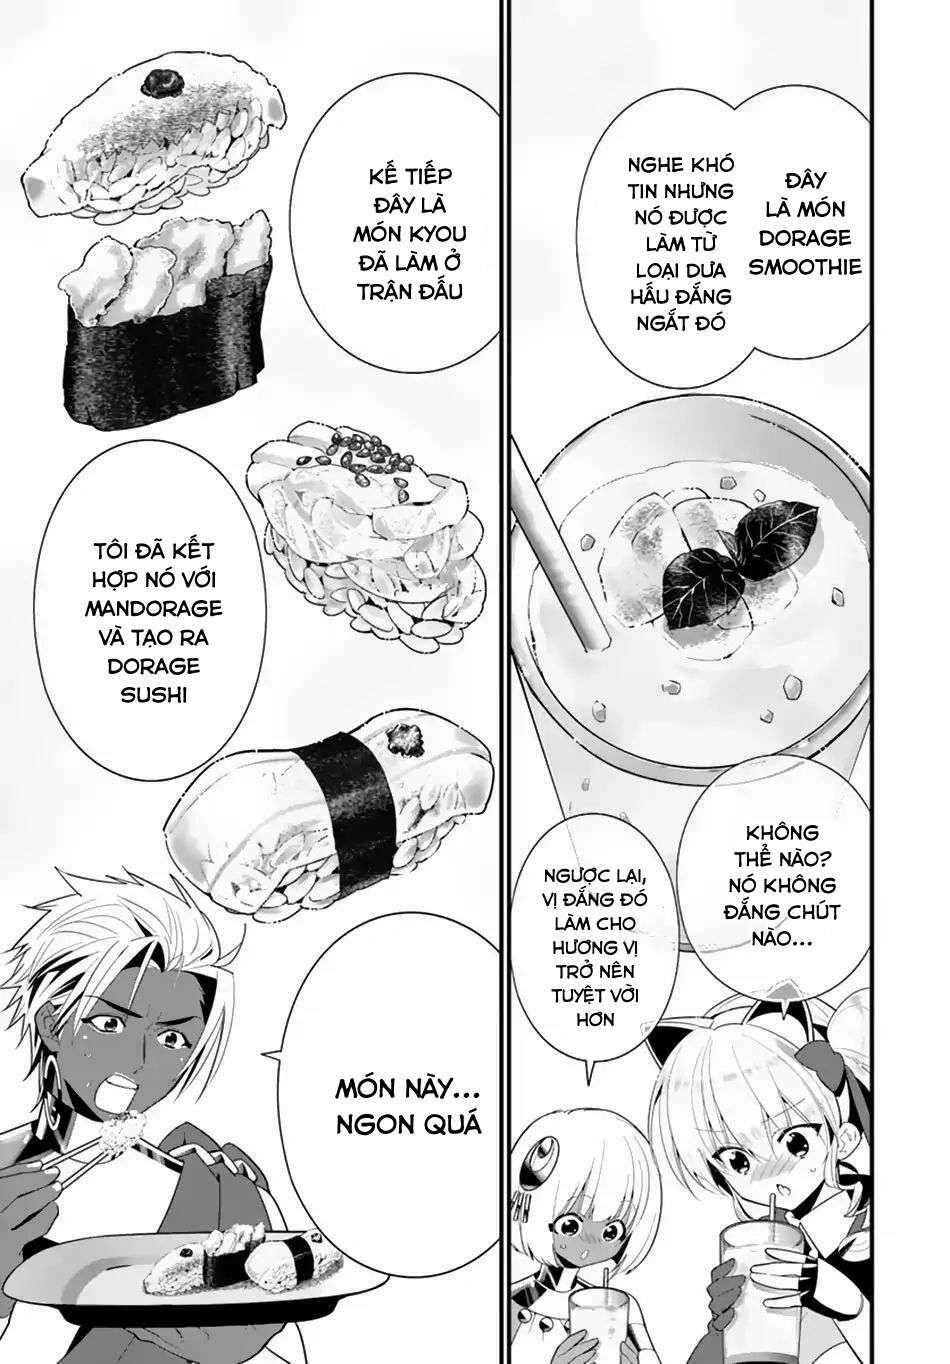 ĐÂY
LÀ MÓN
DORAGE
SMOOTHIE
NGHE KHÓ
TIN NHƯNG
NÓ ĐƯỢC
LÀM TỪ
LOẠI DƯA
HẤU ĐẮNG
NGẮT ĐÓ
KHÔNG
THỂ NÀO?
NÓ KHÔNG
ĐẮNG CHÚT
NÀO...
NGƯỢC LẠI,
VỊ ĐẮNG ĐÓ
LÀM CHO
HƯƠNG VỊ
TRỞ NÊN
TUYỆT VỜI
HƠN
KẾ TIẾP
ĐÂY LÀ
MÓN KYOU
ĐÃ LÀM Ở
TRẬN ĐẤU
TÔI ĐÃ KẾT
HỢP NÓ VỚI
MANDORAGE
VÀ TẠO RA
DORAGE
SUSHI
MÓN NÀY...
NGON QUÁ